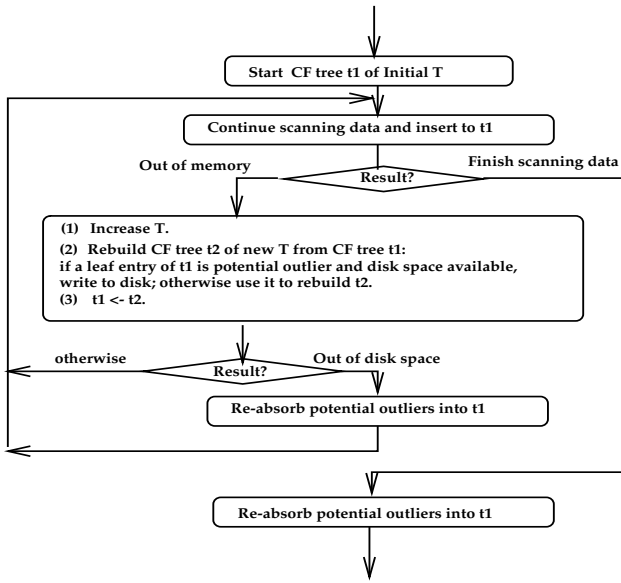 Start CF tree t1 of Initial T
Continue scanning data and insert to t1
Out of memory
Result?
Finish scanning data
(1) Increase T.
(2) Rebuild CF tree t2 of new T from CF tree t1:
if a leaf entry of t1 is potential outlier and disk space available,
write to disk; otherwise use it to rebuild t2.
(3) t1 <- t2.
otherwise
Result?
Out of disk space
Re-absorb potential outliers into t1
Re-absorb potential outliers into t1